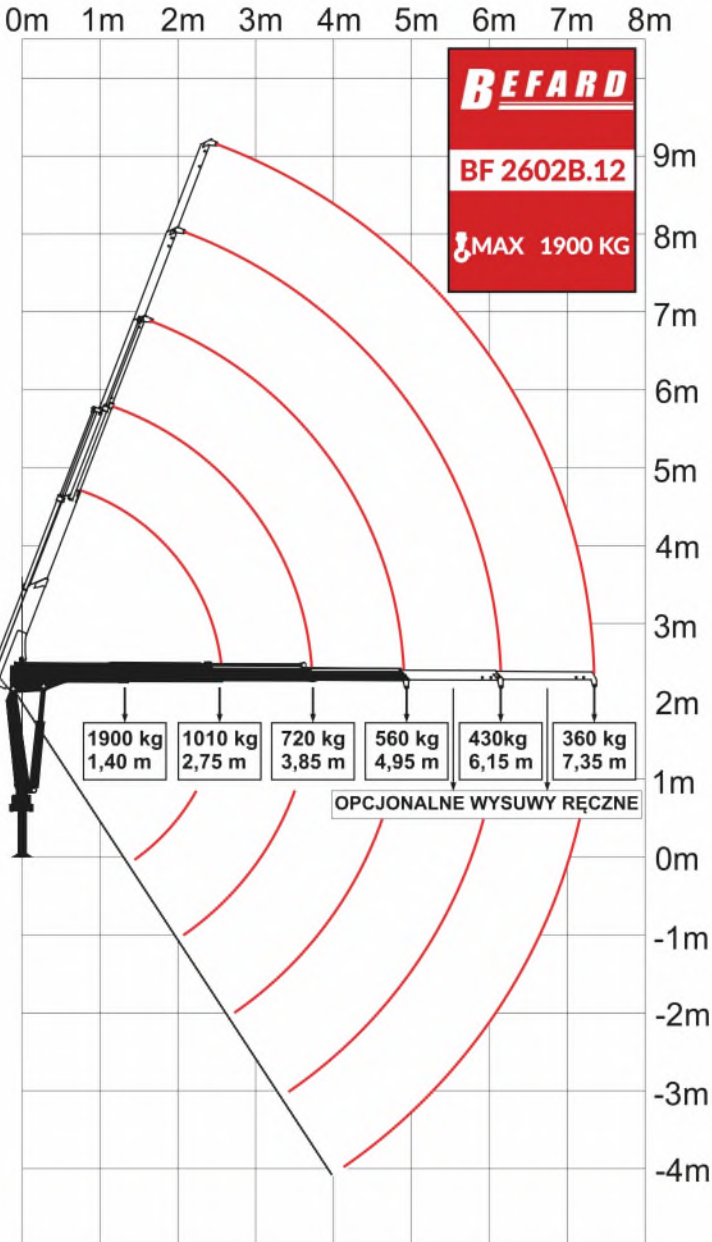 0m 1m 2m 3m 4m 5m 6m 7m 8m
BEFARD
BF 2602B.12
MAX 1900 KG
9m
8m
7m
6m
5m
4m
3m
2m
1900 kg 1010 kg 720 kg 560 kg 430kg 360 kg
1,40 m 2,75 m 3,85 m 4,95 m 6,15 m 7,35 m
1m
OPCJONALNE WYSUWY RĘCZNE
0m
-1m
-2m
-3m
-4m